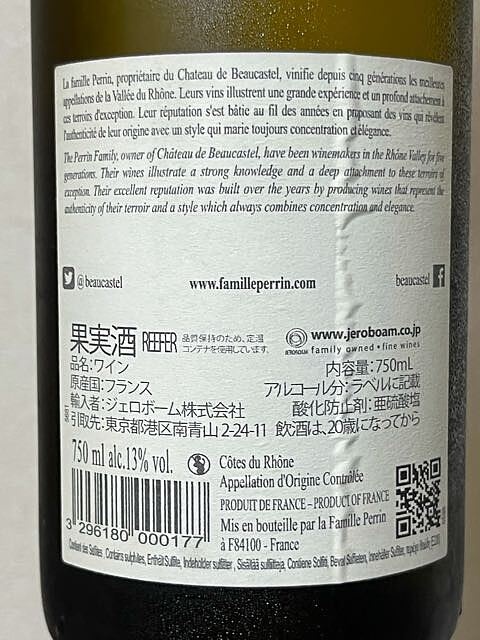 La famille Perrin, propriétaire du Chateau de Beaucastel, vinifie depuis cinq générations les meilleures
appellations de la Vallée du Rhône. Leurs vins illustrent une grande expérience et un profond attachement à
ces terroirs d'exception. Leur réputation s'est bâtie au fil des années en proposant des vins qui révèlent
l'authenticité de leur origine avec un style qui marie toujours concentration et élégance.
The Perrin Family, owner of Château de Beaucastel, have been winemakers in the Rhône Valley for five
generations. Their wines illustrate a strong knowledge and a deep attachment to these terroirs of
exception. Their excellent reputation was built over the years by producing wines that represent the
authenticity of their terroir and a style which always combines concentration and elegance.
@beaucastel www.familleperrin.com beaucastel
果実酒 REEFER 品質保持のため、定温
コンテナを使用しています。
www.jeroboam.co.jp
JEROBOAM family owned • fine wines
品名:ワイン 内容量:750mL
原産国:フランス アルコール分:ラベルに記載
輸入者:ジェロボーム株式会社 酸化防止剤:亜硫酸塩
引取先:東京都港区南青山 2-24-11 飲酒は、20歳になってから
750 ml alc.13% vol.
Côtes du Rhône
Appellation d'Origine Contrôlée
PRODUIT DE FRANCE – PRODUCT OF FRANCE
Mis en bouteille par la Famille Perrin
à F84100 - France
3 296180 000177
Contient des Sulfites, Contains sulphites, Enthält Sulfite, Indeholder sulfitter, Sisältää sulfiitteja, Contiene Solfiti, Bevat Sulfieten, Inneháller Sulfiter,